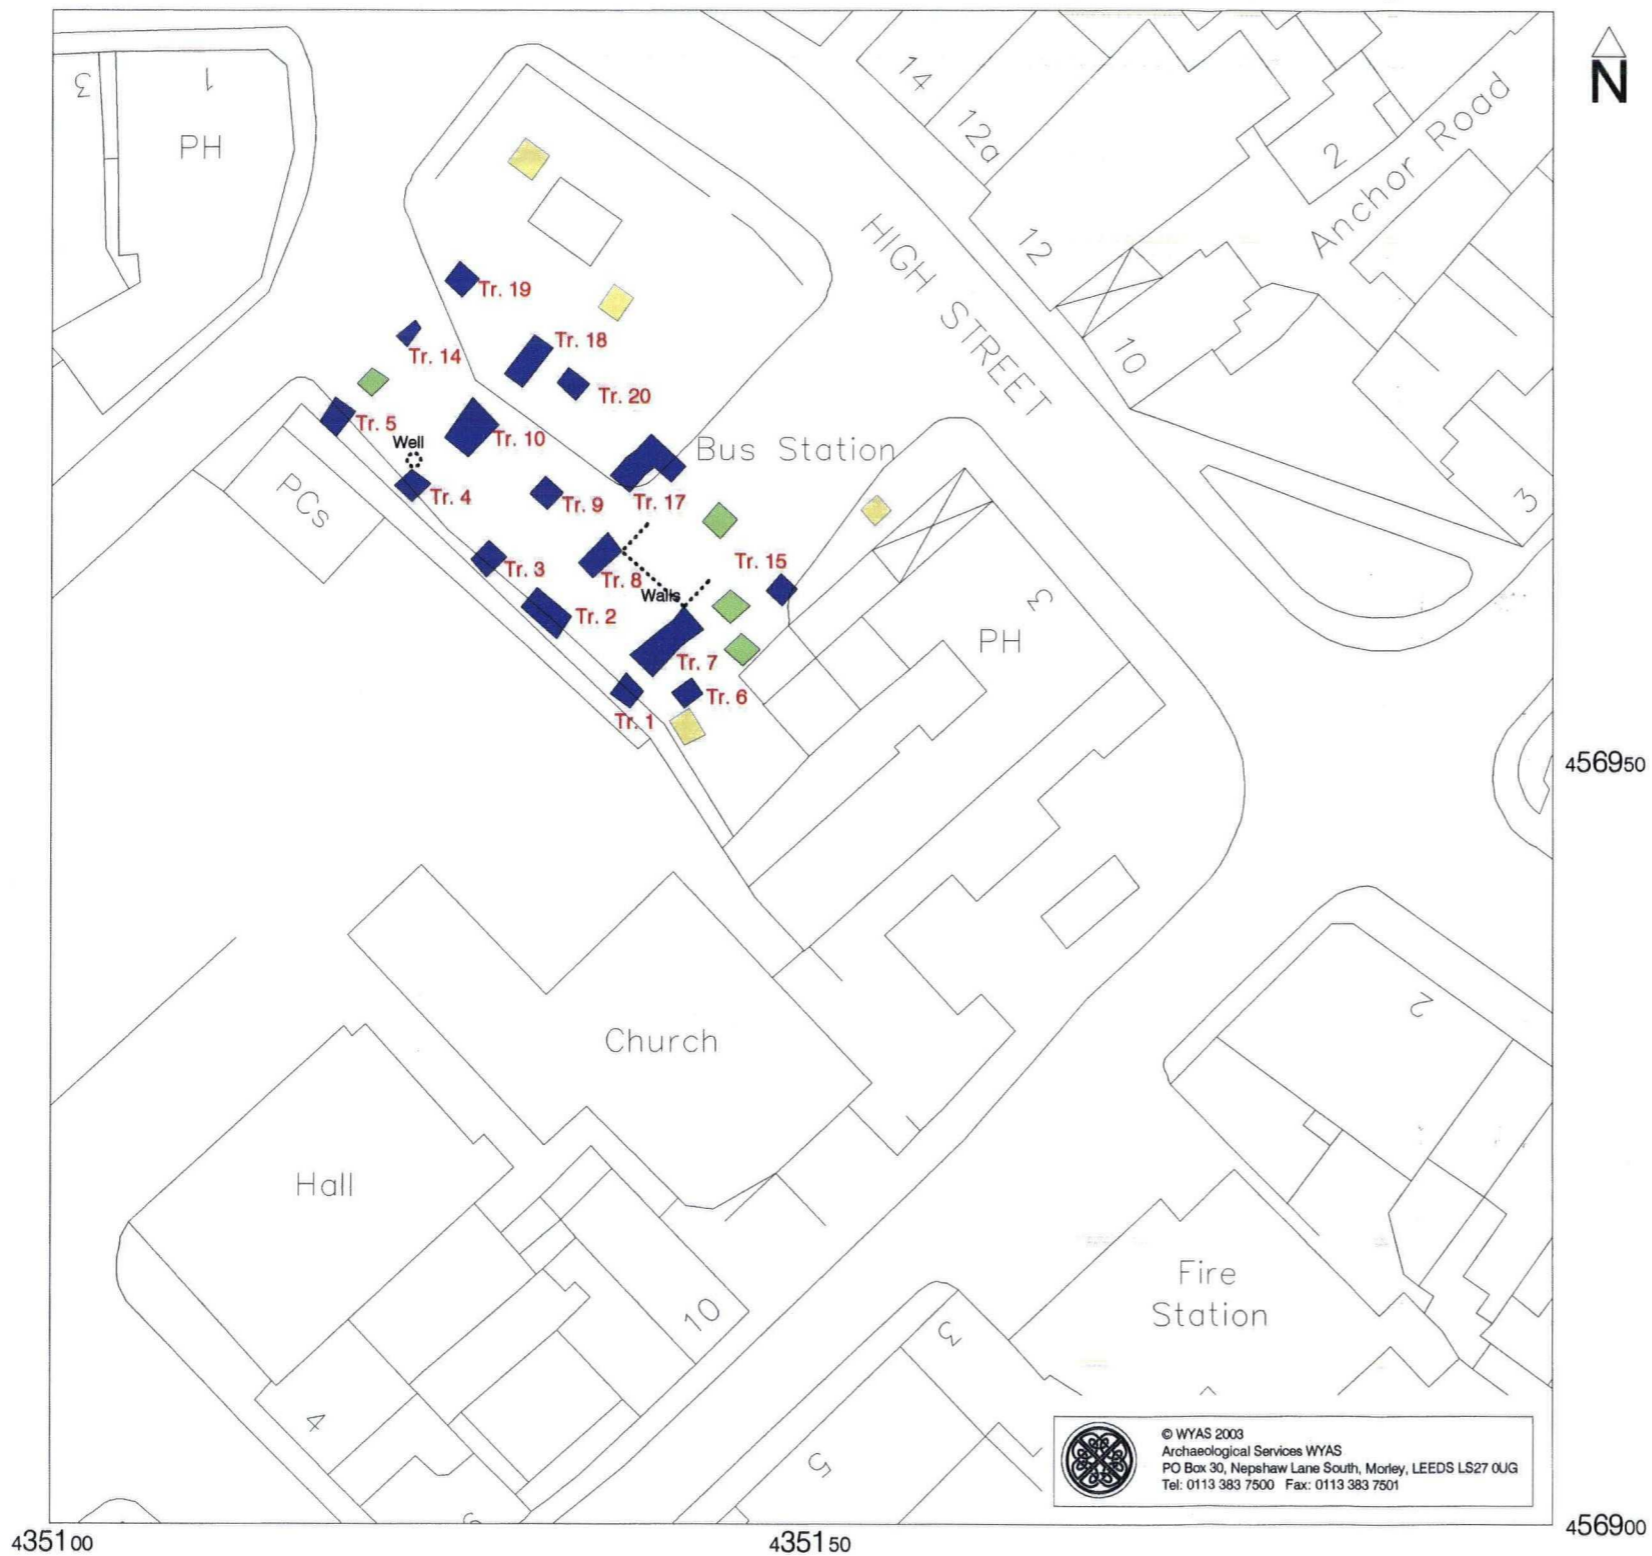 N
3
1
PH
14
12a
12
10
2
Anchor Road
HIGH STREET
3
Tr. 19
Tr. 14
Tr. 18
Tr. 20
Tr. 5
Well
Tr. 10
Bus Station
PCs
Tr. 4
Tr. 9
Tr. 17
Tr. 3
Tr. 8
Tr. 15
Walls
Tr. 2
3
PH
Tr. 7
Tr. 6
Tr. 1
456950
2
Church
Hall
Fire
Station
10
3
4
5
© WYAS 2003
Archaeological Services WYAS
PO Box 30, Nepshaw Lane South, Morley, LEEDS LS27 0UG
Tel: 0113 383 7500 Fax: 0113 383 7501
435100
435150
456900